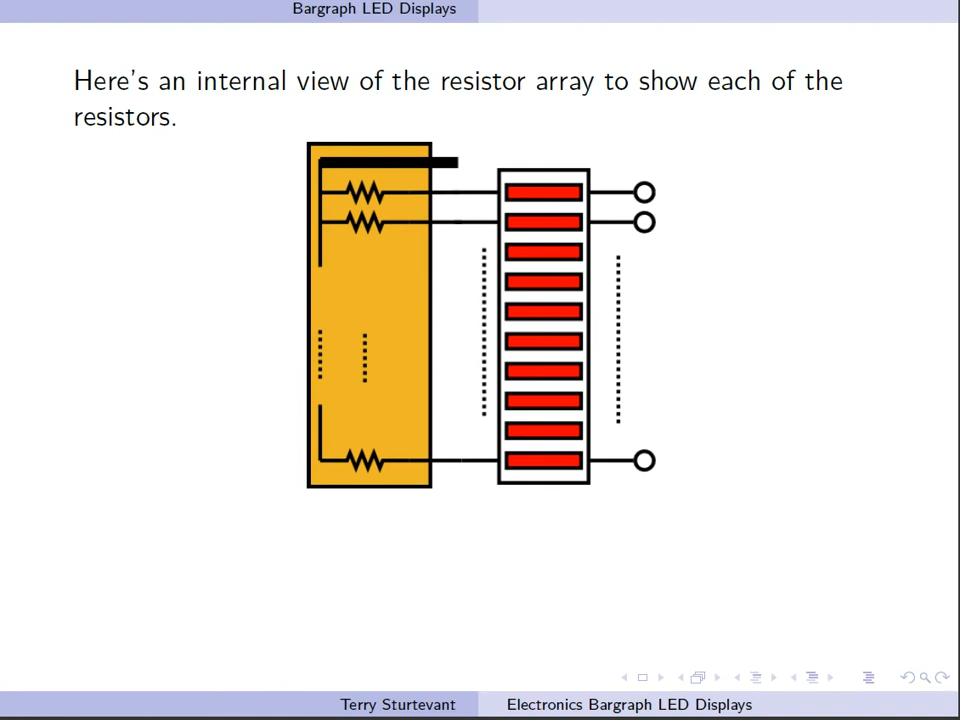 Bargraph LED Displays
Here's an internal view of the resistor array to show each of the
resistors.
Terry Sturtevant
Electronics Bargraph LED Displays